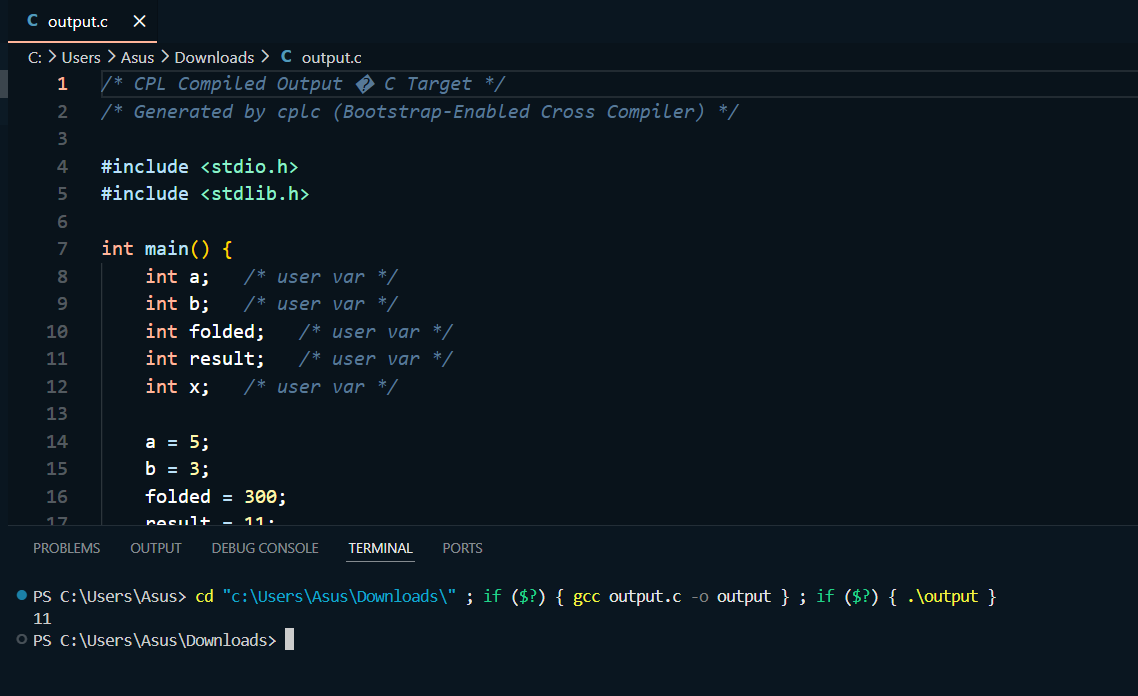 C output.c ×
C: > Users > Asus > Downloads > C output.c
1 /* CPL Compiled Output � C Target */
2 /* Generated by cplc (Bootstrap-Enabled Cross Compiler) */
3
4 #include <stdio.h>
5 #include <stdlib.h>
6
7 int main() {
8 int a; /* user var */
9 int b; /* user var */
10 int folded; /* user var */
11 int result; /* user var */
12 int x; /* user var */
13
14 a = 5;
15 b = 3;
16 folded = 300;
17 result = 11;
PROBLEMS OUTPUT DEBUG CONSOLE TERMINAL PORTS
PS C:\Users\Asus> cd "c:\Users\Asus\Downloads\" ; if ($?) { gcc output.c -o output } ; if ($?) { .\output }
11
PS C:\Users\Asus\Downloads>